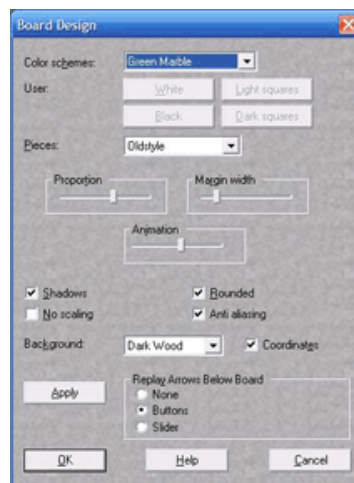 Board Design
Color schemes: Green Marble
User: White Light squares
Black Dark squares
Pieces: Oldstyle
Proportion Margin width
Animation
Shadows Rounded
No scaling Anti aliasing
Background: Dark Wood Coordinates
Apply Replay Arrows Below Board
None
Buttons
Slider
OK Help Cancel